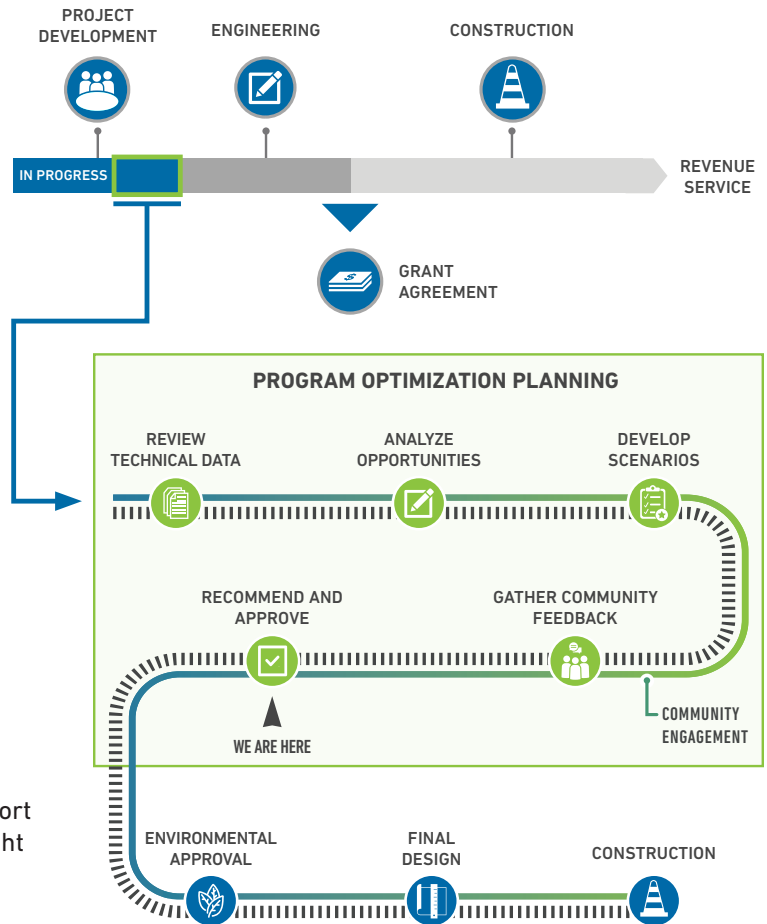 PROJECT
DEVELOPMENT
ENGINEERING
CONSTRUCTION
IN PROGRESS
REVENUE
SERVICE
$
GRANT
AGREEMENT
PROGRAM OPTIMIZATION PLANNING
REVIEW
TECHNICAL DATA
ANALYZE
OPPORTUNITIES
DEVELOP
SCENARIOS
RECOMMEND AND
APPROVE
GATHER COMMUNITY
FEEDBACK
WE ARE HERE
COMMUNITY
ENGAGEMENT
ort
ht
ENVIRONMENTAL
APPROVAL
FINAL
DESIGN
CONSTRUCTION